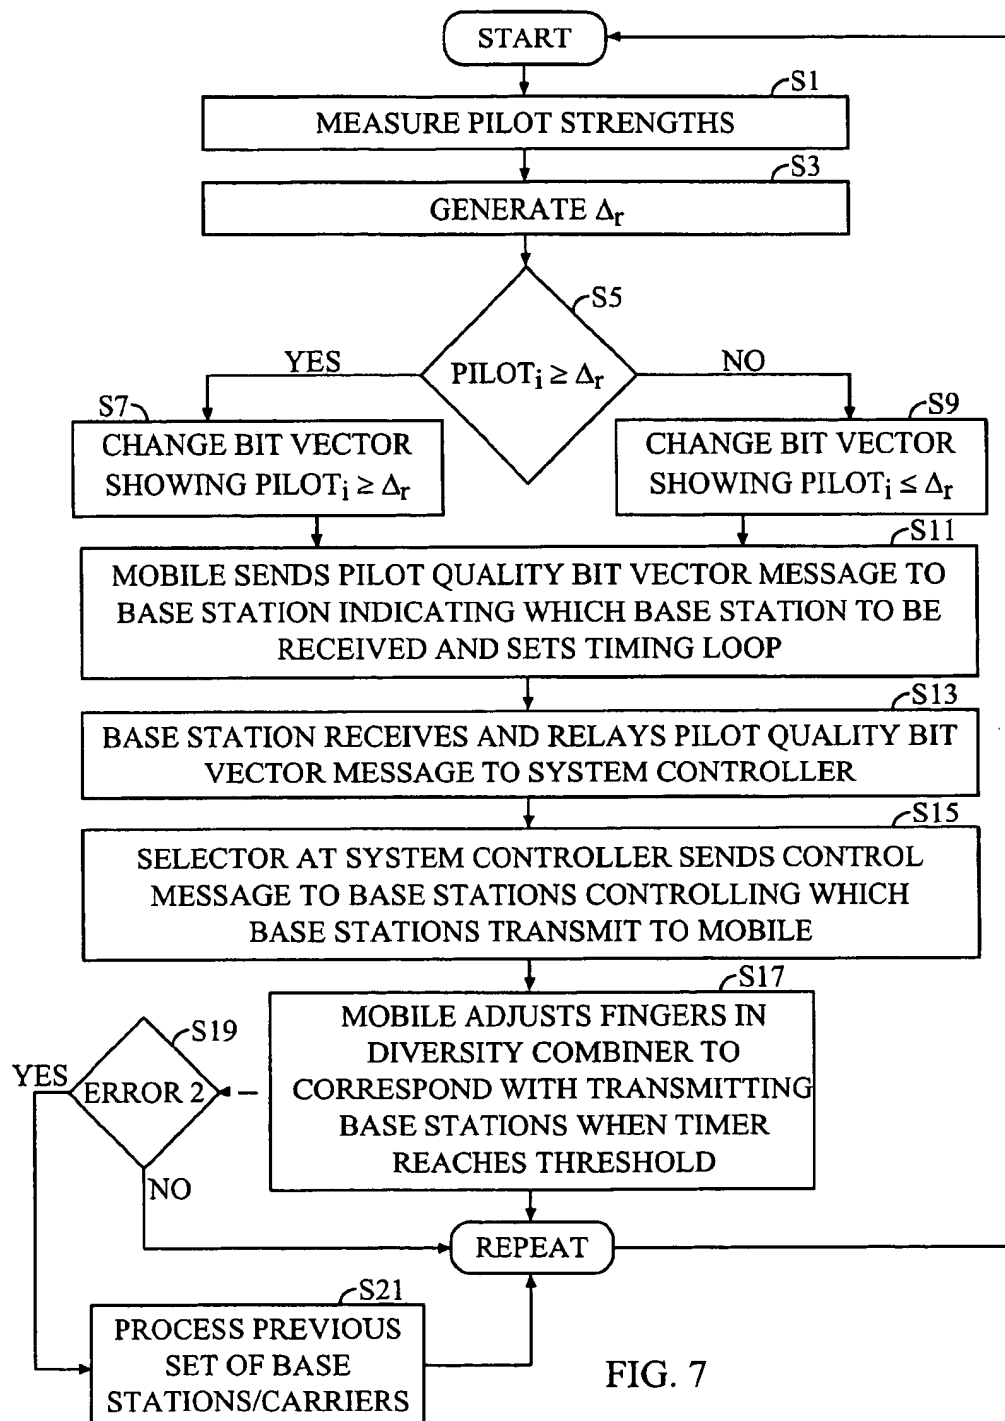 START
S1
MEASURE PILOT STRENGTHS
S3
GENERATE Δr
S5
PILOTi ≥ Δr
YES
NO
S7
CHANGE BIT VECTOR
SHOWING PILOTi ≥ Δr
S9
CHANGE BIT VECTOR
SHOWING PILOTi ≤ Δr
S11
MOBILE SENDS PILOT QUALITY BIT VECTOR MESSAGE TO
BASE STATION INDICATING WHICH BASE STATION TO BE
RECEIVED AND SETS TIMING LOOP
S13
BASE STATION RECEIVES AND RELAYS PILOT QUALITY BIT
VECTOR MESSAGE TO SYSTEM CONTROLLER
S15
SELECTOR AT SYSTEM CONTROLLER SENDS CONTROL
MESSAGE TO BASE STATIONS CONTROLLING WHICH
BASE STATIONS TRANSMIT TO MOBILE
S17
MOBILE ADJUSTS FINGERS IN
DIVERSITY COMBINER TO
CORRESPOND WITH TRANSMITTING
BASE STATIONS WHEN TIMER
REACHES THRESHOLD
S19
ERROR 2
YES
NO
REPEAT
S21
PROCESS PREVIOUS
SET OF BASE
STATIONS/CARRIERS
FIG. 7